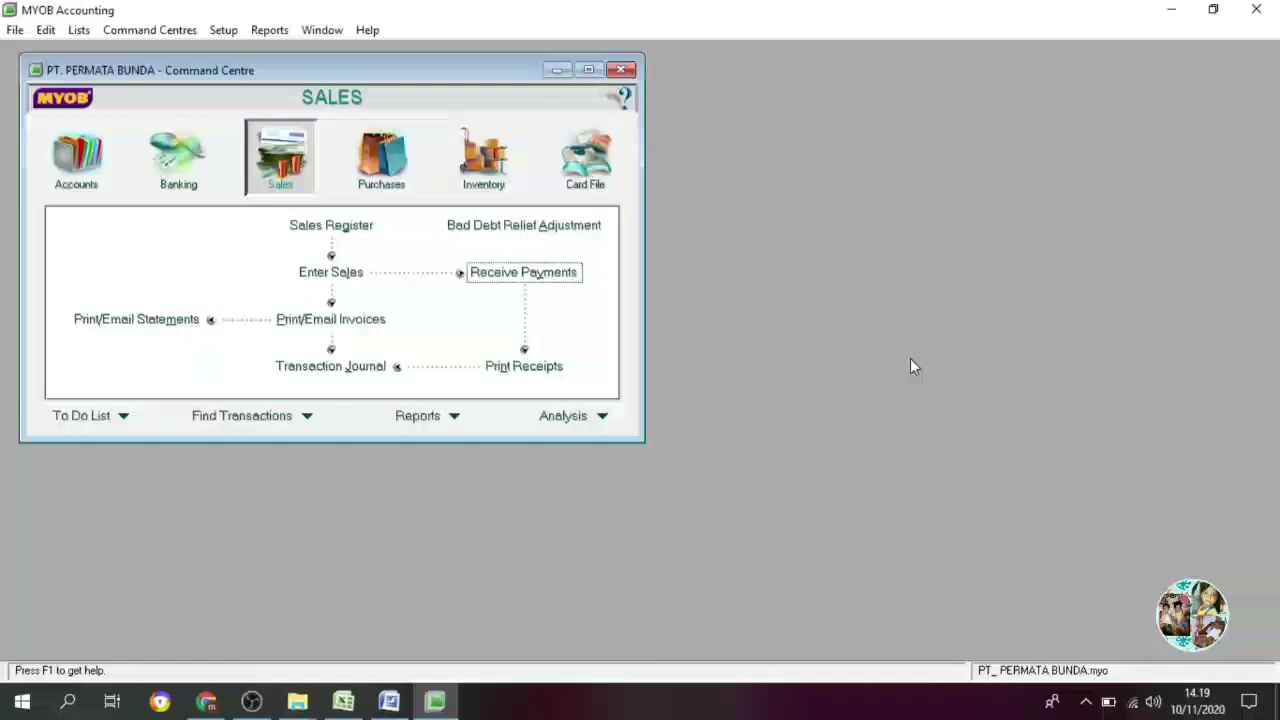 MYOB Accounting
File Edit Lists Command Centres Setup Reports Window Help
PT. PERMATA BUNDA - Command Centre
MYOB SALES
Accounts Banking Sales Purchases Inventory Card File
Sales Register Bad Debt Relief Adjustment
Enter Sales Receive Payments
Print/Email Statements Print/Email Invoices
Transaction Journal Print Receipts
To Do List Find Transactions Reports Analysis
Press F1 to get help. PT_ PERMATA BUNDA.myo
14.19
10/11/2020